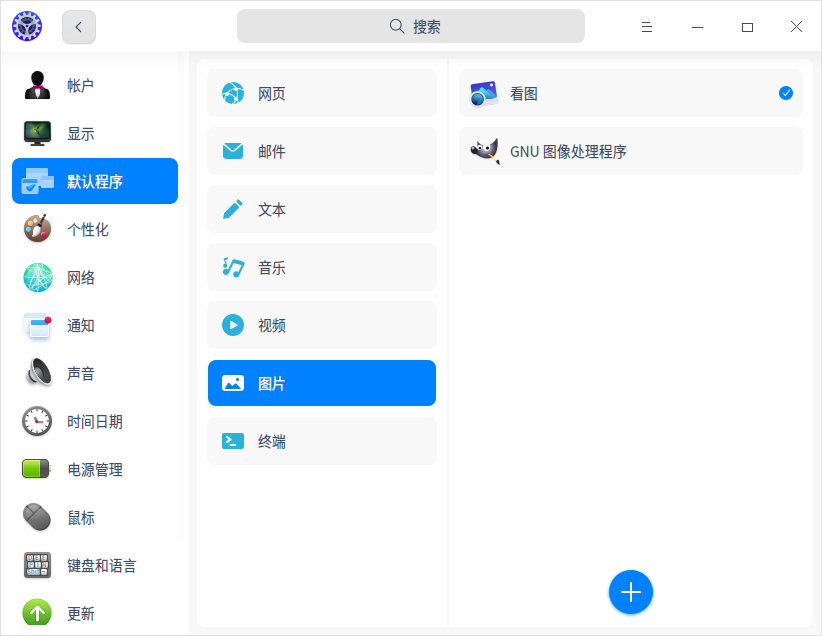 搜索
帐户
显示
默认程序
个性化
网络
通知
声音
时间日期
电源管理
鼠标
键盘和语言
更新
网页
邮件
文本
音乐
视频
图片
终端
看图
GNU 图像处理程序